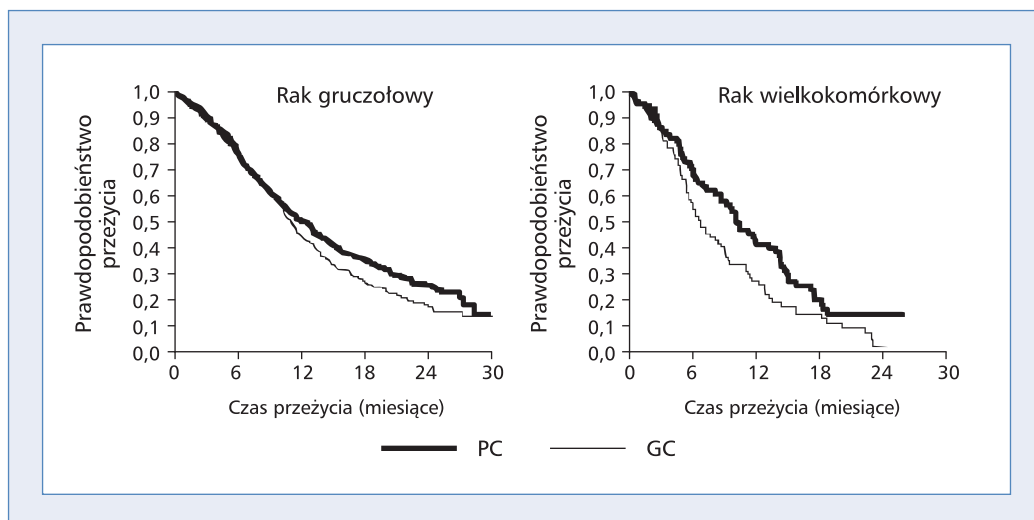 Rak gruczołowy
Prawdopodobieństwo
przeżycia
1,0
0,9
0,8
0,7
0,6
0,5
0,4
0,3
0,2
0,1
0,0
0 6 12 18 24 30
Czas przeżycia (miesiące)
Rak wielkokomórkowy
Prawdopodobieństwo
przeżycia
1,0
0,9
0,8
0,7
0,6
0,5
0,4
0,3
0,2
0,1
0,0
0 6 12 18 24 30
Czas przeżycia (miesiące)
PC GC